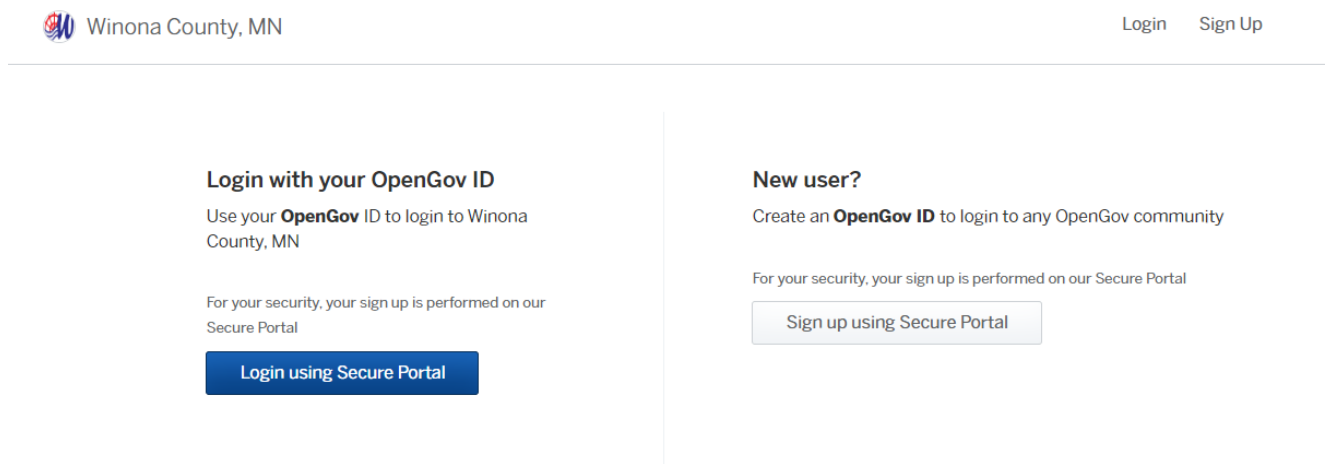 Winona County, MN
Login Sign Up
Login with your OpenGov ID
Use your OpenGov ID to login to Winona
County, MN
For your security, your sign up is performed on our
Secure Portal
Login using Secure Portal
New user?
Create an OpenGov ID to login to any OpenGov community
For your security, your sign up is performed on our Secure Portal
Sign up using Secure Portal